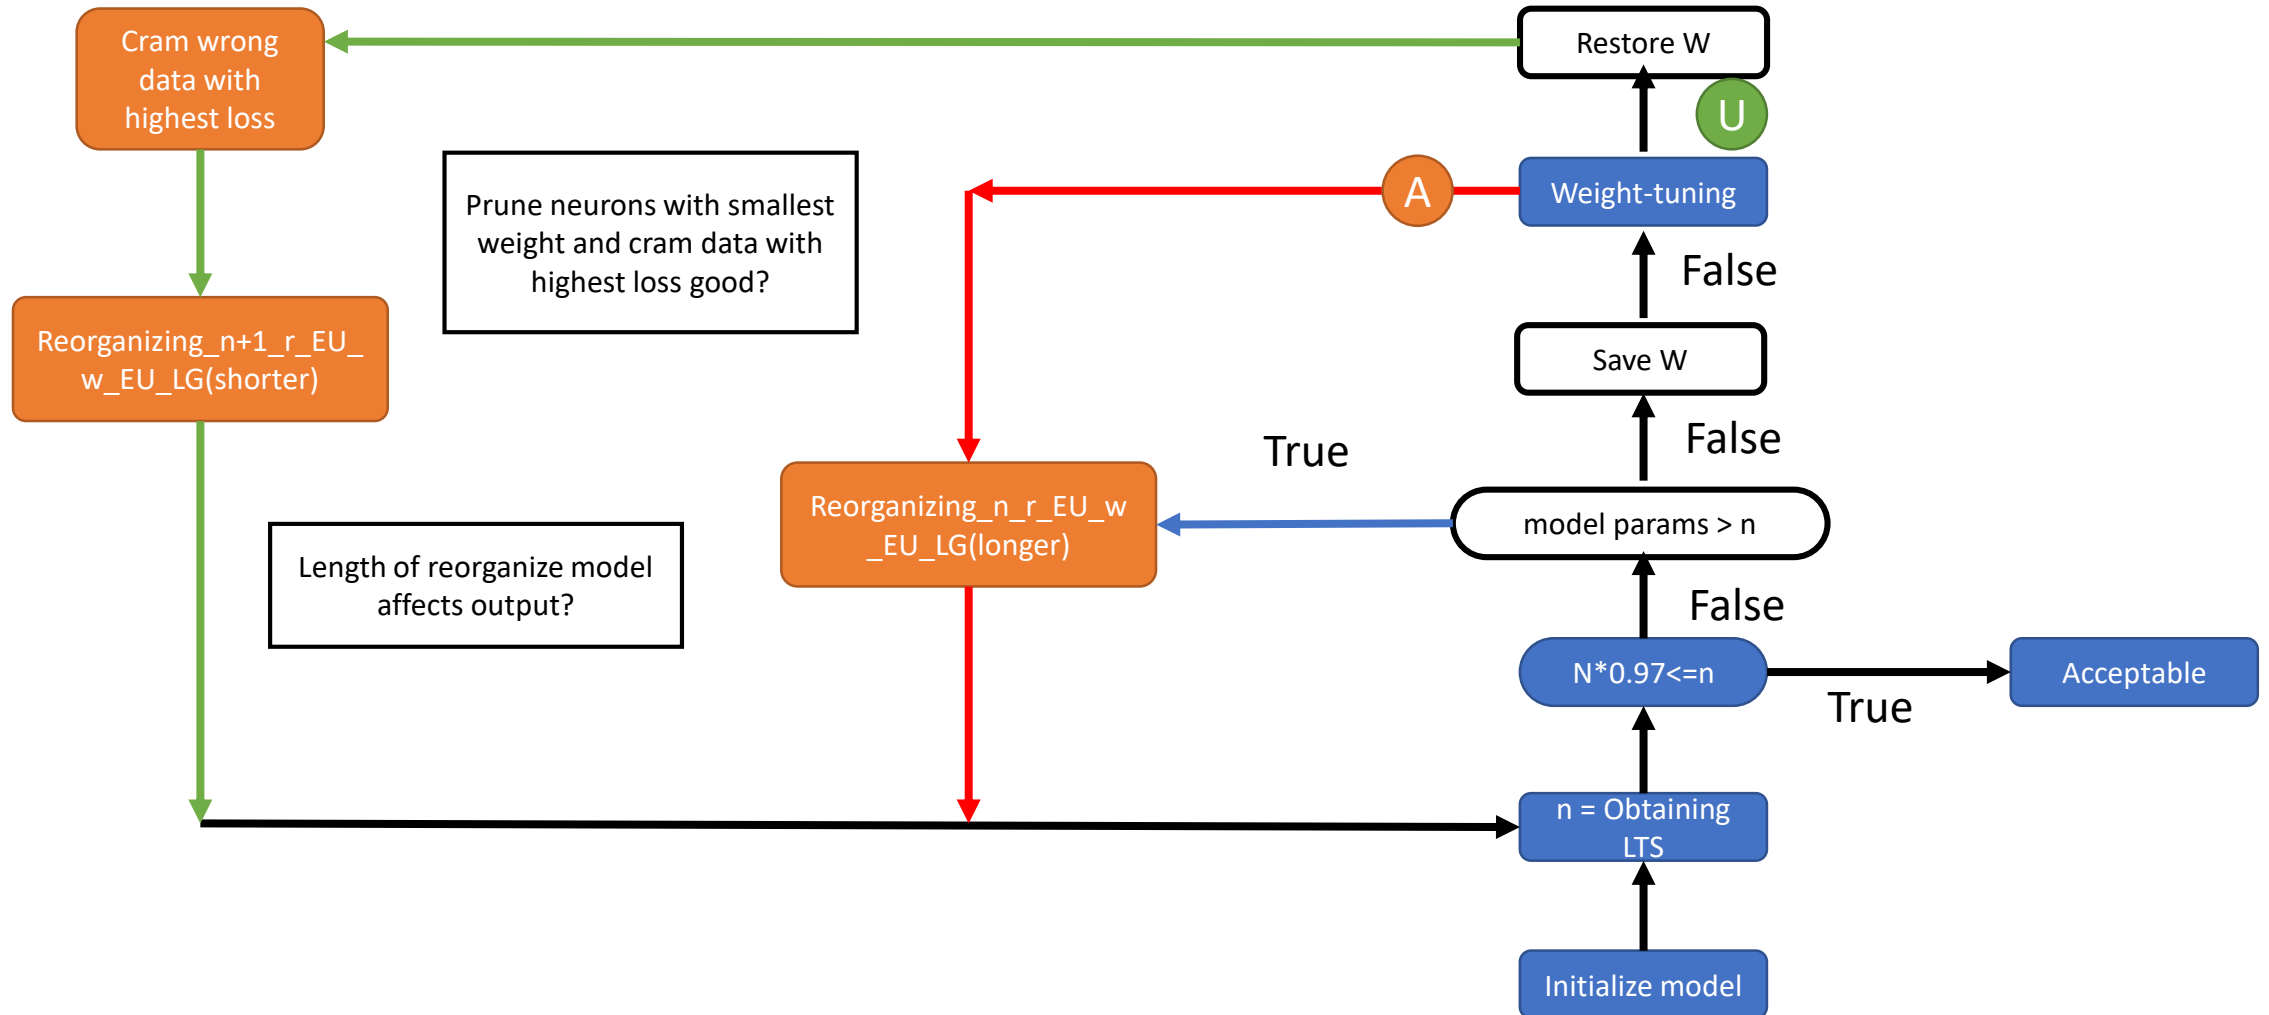 Cram wrong
data with
highest loss
Restore W
U
A
Weight-tuning
Prune neurons with smallest
weight and cram data with
highest loss good?
False
Reorganizing_n+1_r_EU_
w_EU_LG(shorter)
Save W
False
True
Reorganizing_n_r_EU_w
_EU_LG(longer)
model params > n
Length of reorganize model
affects output?
False
N*0.97<=n
Acceptable
True
n = Obtaining
LTS
Initialize model